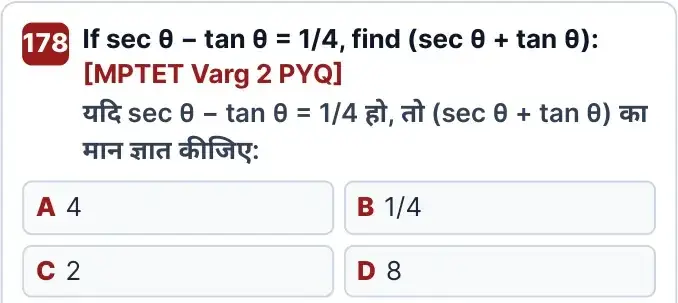 178 If sec θ − tan θ = 1/4, find (sec θ + tan θ):
[MPTET Varg 2 PYQ]
यदि sec θ − tan θ = 1/4 हो, तो (sec θ + tan θ) का
मान ज्ञात कीजिए:
A 4 B 1/4
C 2 D 8